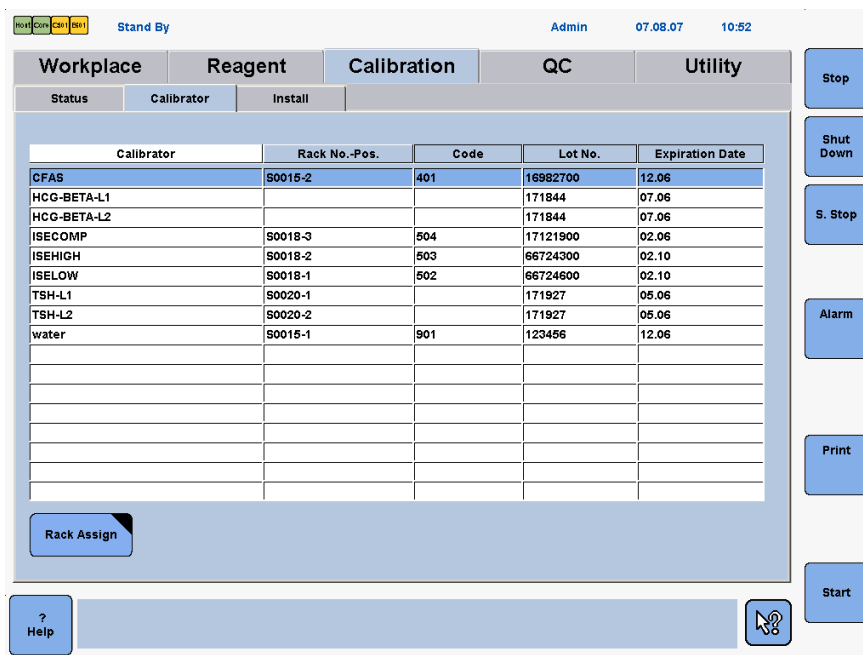 Host Core C501 E601 Stand By Admin 07.08.07 10:52
Workplace Reagent Calibration QC Utility
Status Calibrator Install
Calibrator Rack No.-Pos. Code Lot No. Expiration Date
CFAS S0015-2 401 16982700 12.06
HCG-BETA-L1 171844 07.06
HCG-BETA-L2 171844 07.06
ISECOMP S0018-3 504 17121900 02.06
ISEHIGH S0018-2 503 66724300 02.10
ISELOW S0018-1 502 66724600 02.10
TSH-L1 S0020-1 171927 05.06
TSH-L2 S0020-2 171927 05.06
water S0015-1 901 123456 12.06
Rack Assign
?
Help
Stop
Shut
Down
S. Stop
Alarm
Print
Start
?